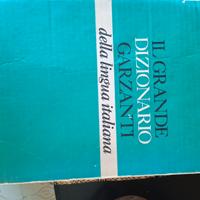 IL GRANDE
DIZIONARIO
GARZANTI
della lingua italiana